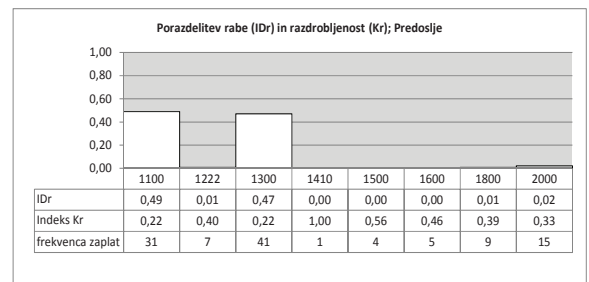 Porazdelitev rabe (IDr) in razdrobljenost (Kr); Predoslje
1,00
0,80
0,60
0,40
0,20
0,00
1100 1222 1300 1410 1500 1600 1800 2000
IDr 0,49 0,01 0,47 0,00 0,00 0,00 0,01 0,02
Indeks Kr 0,22 0,40 0,22 1,00 0,56 0,46 0,39 0,33
frekvenca zaplat 31 7 41 1 4 5 9 15